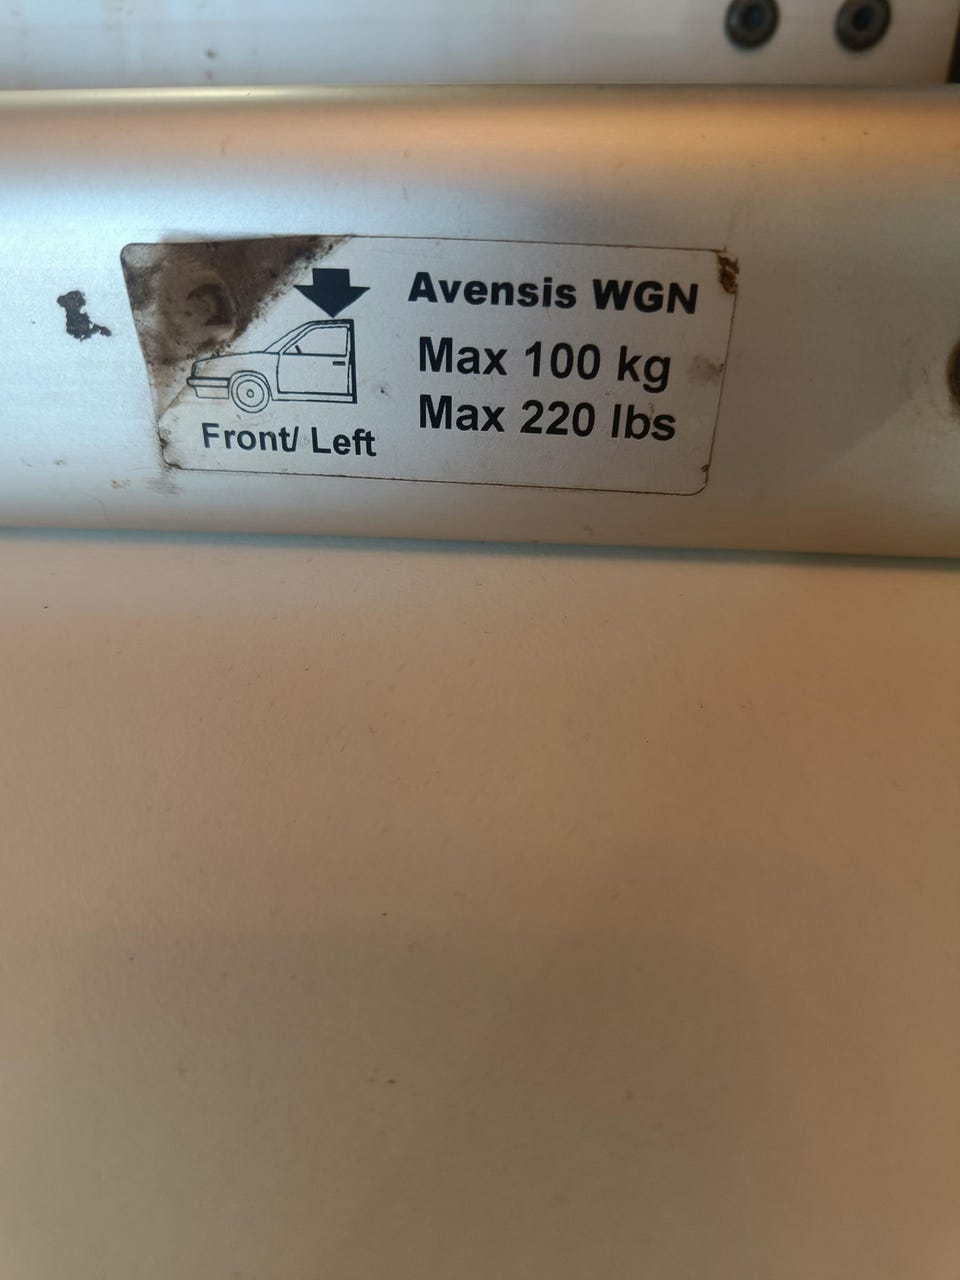 Avensis WGN
Max 100 kg
Max 220 lbs
Front/ Left